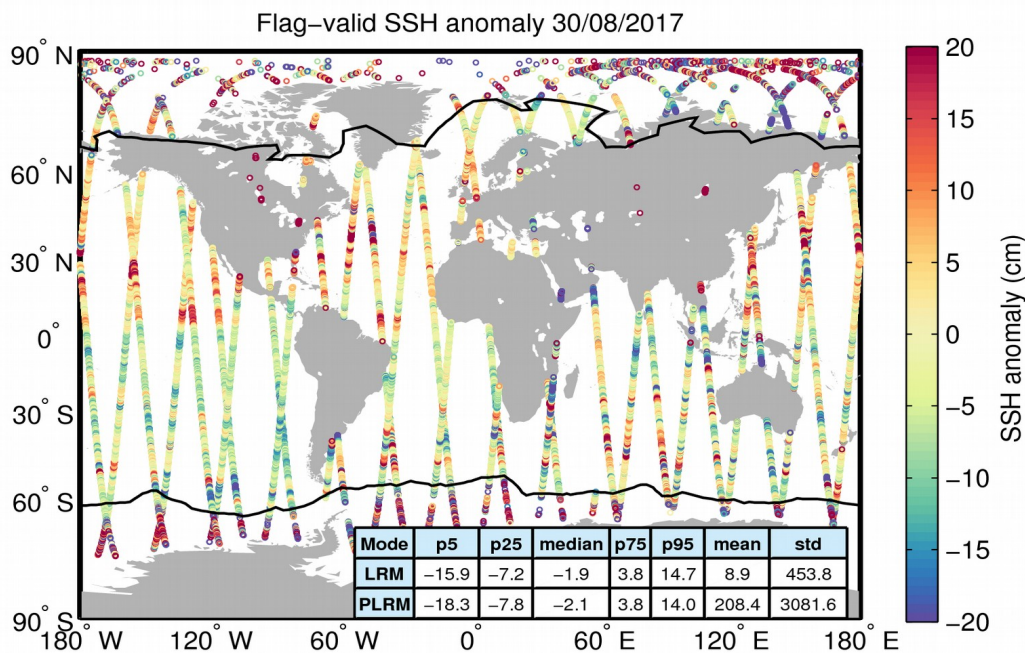 Flag−valid SSH anomaly 30/08/2017
90° N
60° N
30° N
0°
30° S
60° S
90° S
180° W
120° W
60° W
0°
60° E
120° E
180° E
Mode p5 p25 median p75 p95 mean std
LRM −15.9 −7.2 −1.9 3.8 14.7 8.9 453.8
PLRM −18.3 −7.8 −2.1 3.8 14.0 208.4 3081.6
20
15
10
5
0
−5
−10
−15
−20
SSH anomaly (cm)